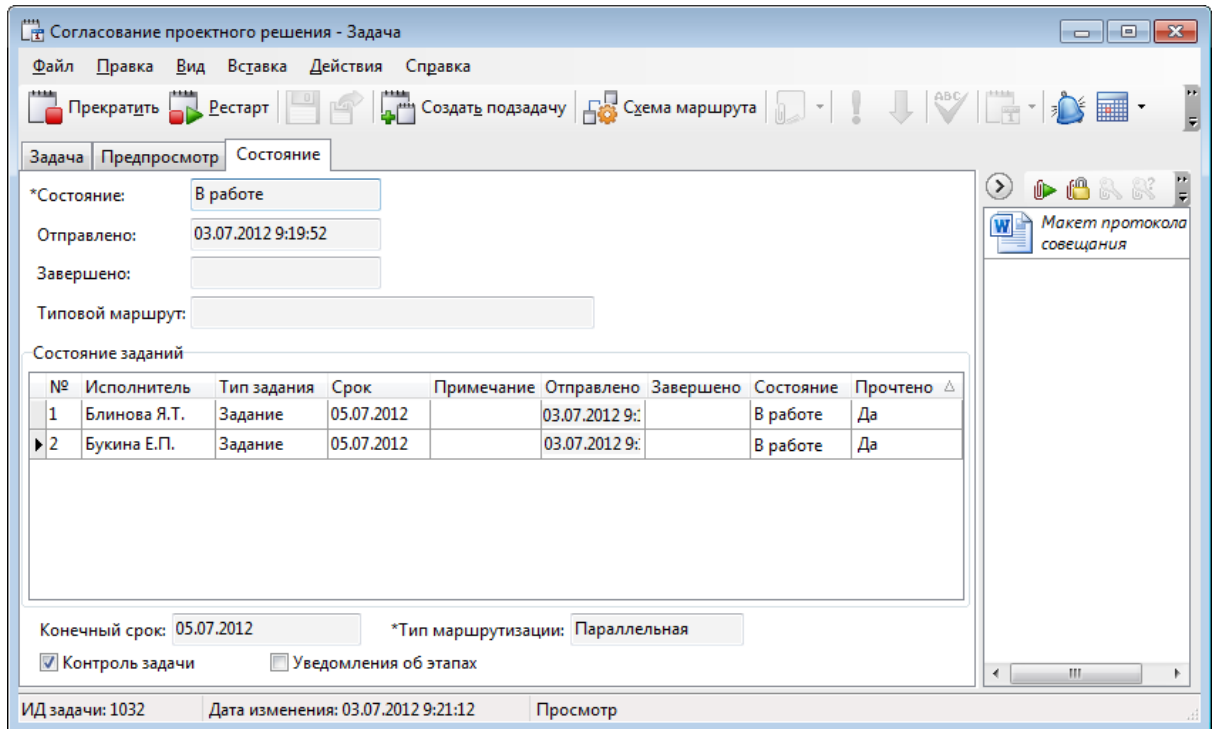 Согласование проектного решения - Задача
Файл Правка Вид Вставка Действия Справка
Прекратить Рестарт Создать подзадачу Схема маршрута ABC
Задача Предпросмотр Состояние
*Состояние: В работе
Отправлено: 03.07.2012 9:19:52
Завершено:
Типовой маршрут:
Макет протокола
совещания
Состояние заданий
№ Исполнитель Тип задания Срок Примечание Отправлено Завершено Состояние Прочтено
1 Блинова Я.Т. Задание 05.07.2012 03.07.2012 9: В работе Да
2 Букина Е.П. Задание 05.07.2012 03.07.2012 9: В работе Да
Конечный срок: 05.07.2012 *Тип маршрутизации: Параллельная
Контроль задачи Уведомления об этапах
ИД задачи: 1032 Дата изменения: 03.07.2012 9:21:12 Просмотр